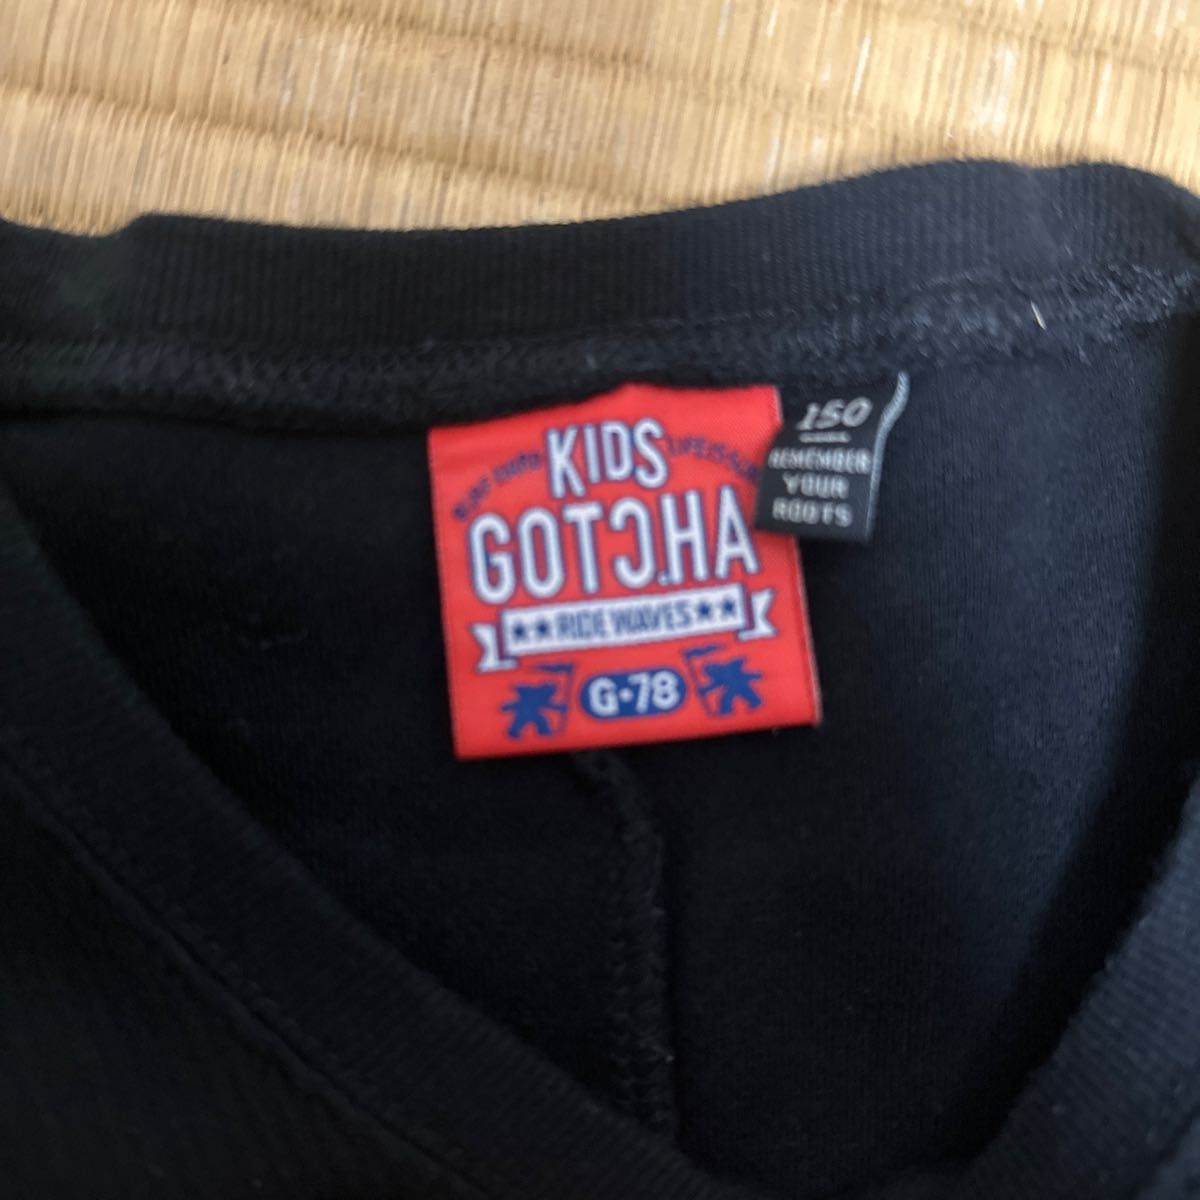 KIDS
GOTCHA
★★RIDE WAVES★★
G·78
150
REMEMBER
YOUR
ROOTS